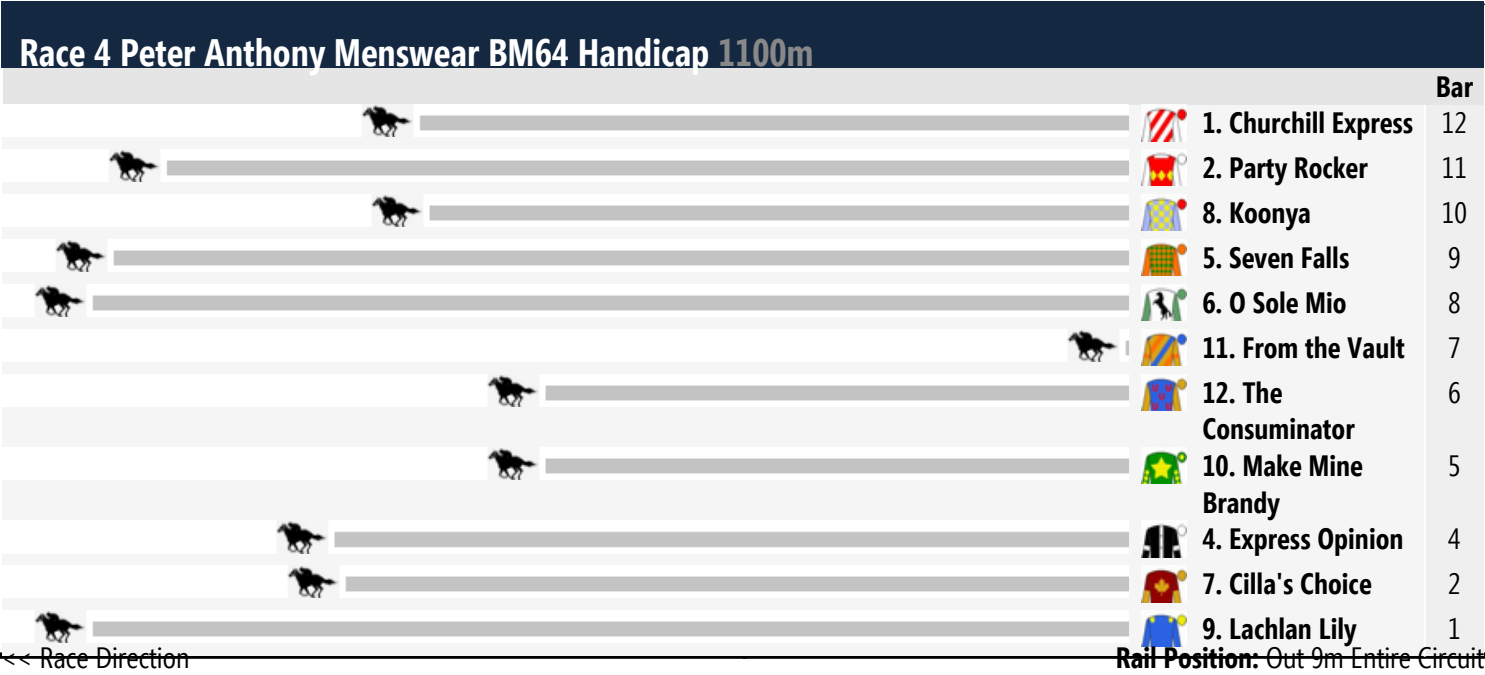 Race 4 Peter Anthony Menswear BM64 Handicap 1100m
Bar
1. Churchill Express 12
2. Party Rocker 11
8. Koonya 10
5. Seven Falls 9
6. O Sole Mio 8
11. From the Vault 7
12. The 6
Consuminator
10. Make Mine 5
Brandy
4. Express Opinion 4
7. Cilla's Choice 2
9. Lachlan Lily 1
<< Race Direction Rail Position: Out 9m Entire Circuit